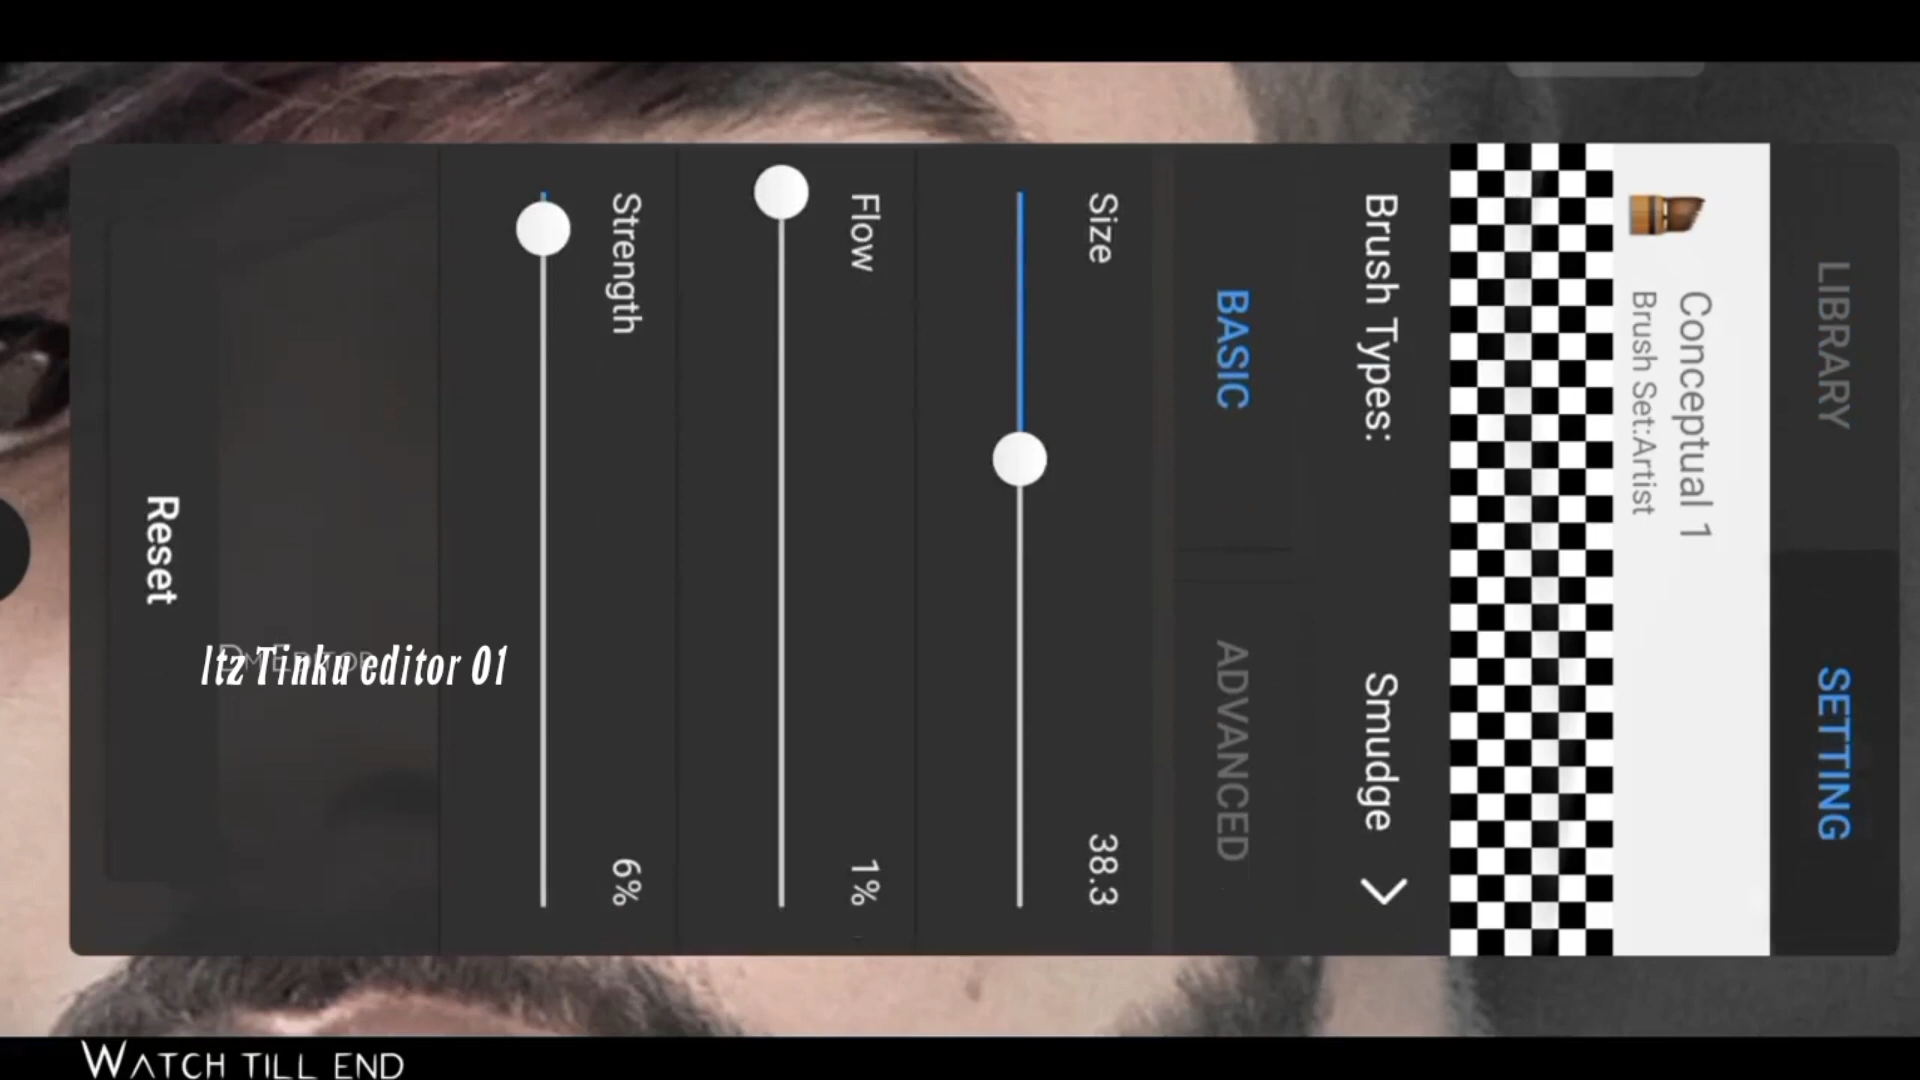 LIBRARY
SETTING
Conceptual 1
Brush Set:Artist
Brush Types:
Smudge
BASIC
ADVANCED
Size
38.3
Flow
1%
Strength
6%
Reset
Itz Tinku editor 01
WATCH TILL END